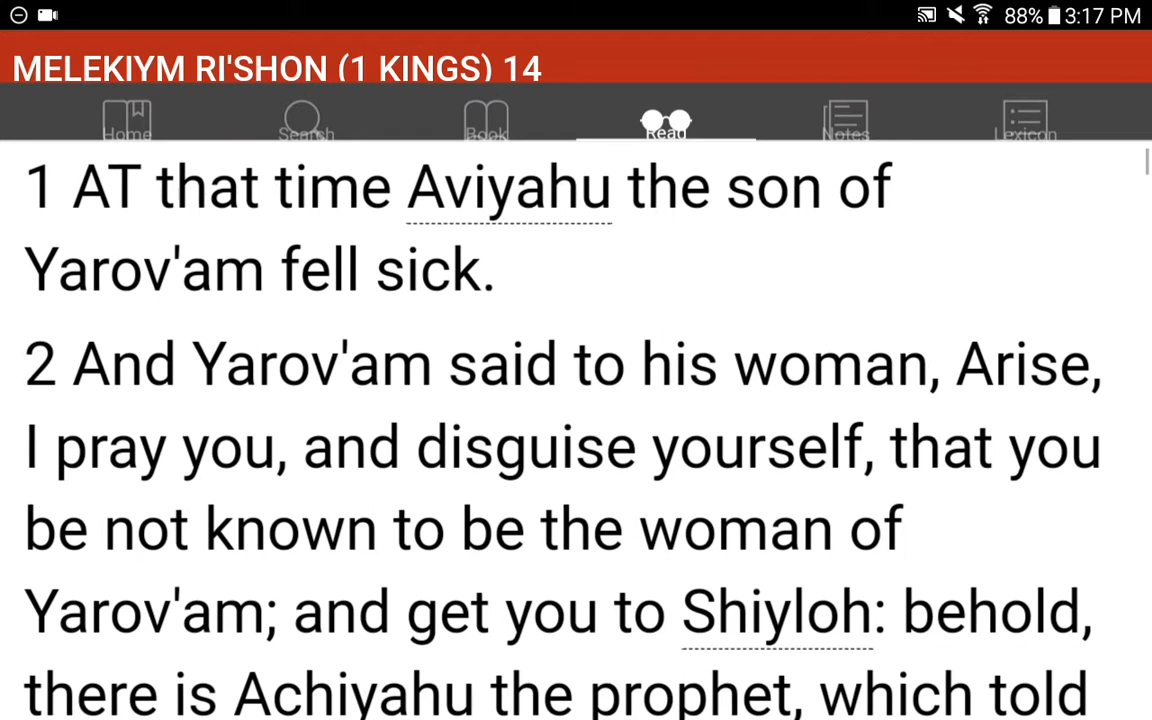 88% 3:17 PM
MELEKIYM RI'SHON (1 KINGS) 14
Home Search Book Read Notes Lexicon
1 AT that time Aviyahu the son of
Yarov'am fell sick.
2 And Yarov'am said to his woman, Arise,
I pray you, and disguise yourself, that you
be not known to be the woman of
Yarov'am; and get you to Shiyloh: behold,
there is Achiyahu the prophet, which told